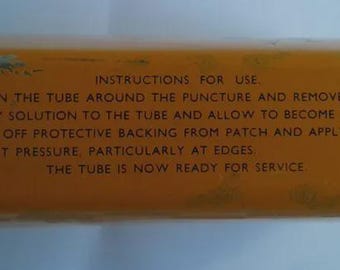 INSTRUCTIONS FOR USE.
N THE TUBE AROUND THE PUNCTURE AND REMOVE
Y SOLUTION TO THE TUBE AND ALLOW TO BECOME
OFF PROTECTIVE BACKING FROM PATCH AND APPL
T PRESSURE, PARTICULARLY AT EDGES.
THE TUBE IS NOW READY FOR SERVICE.